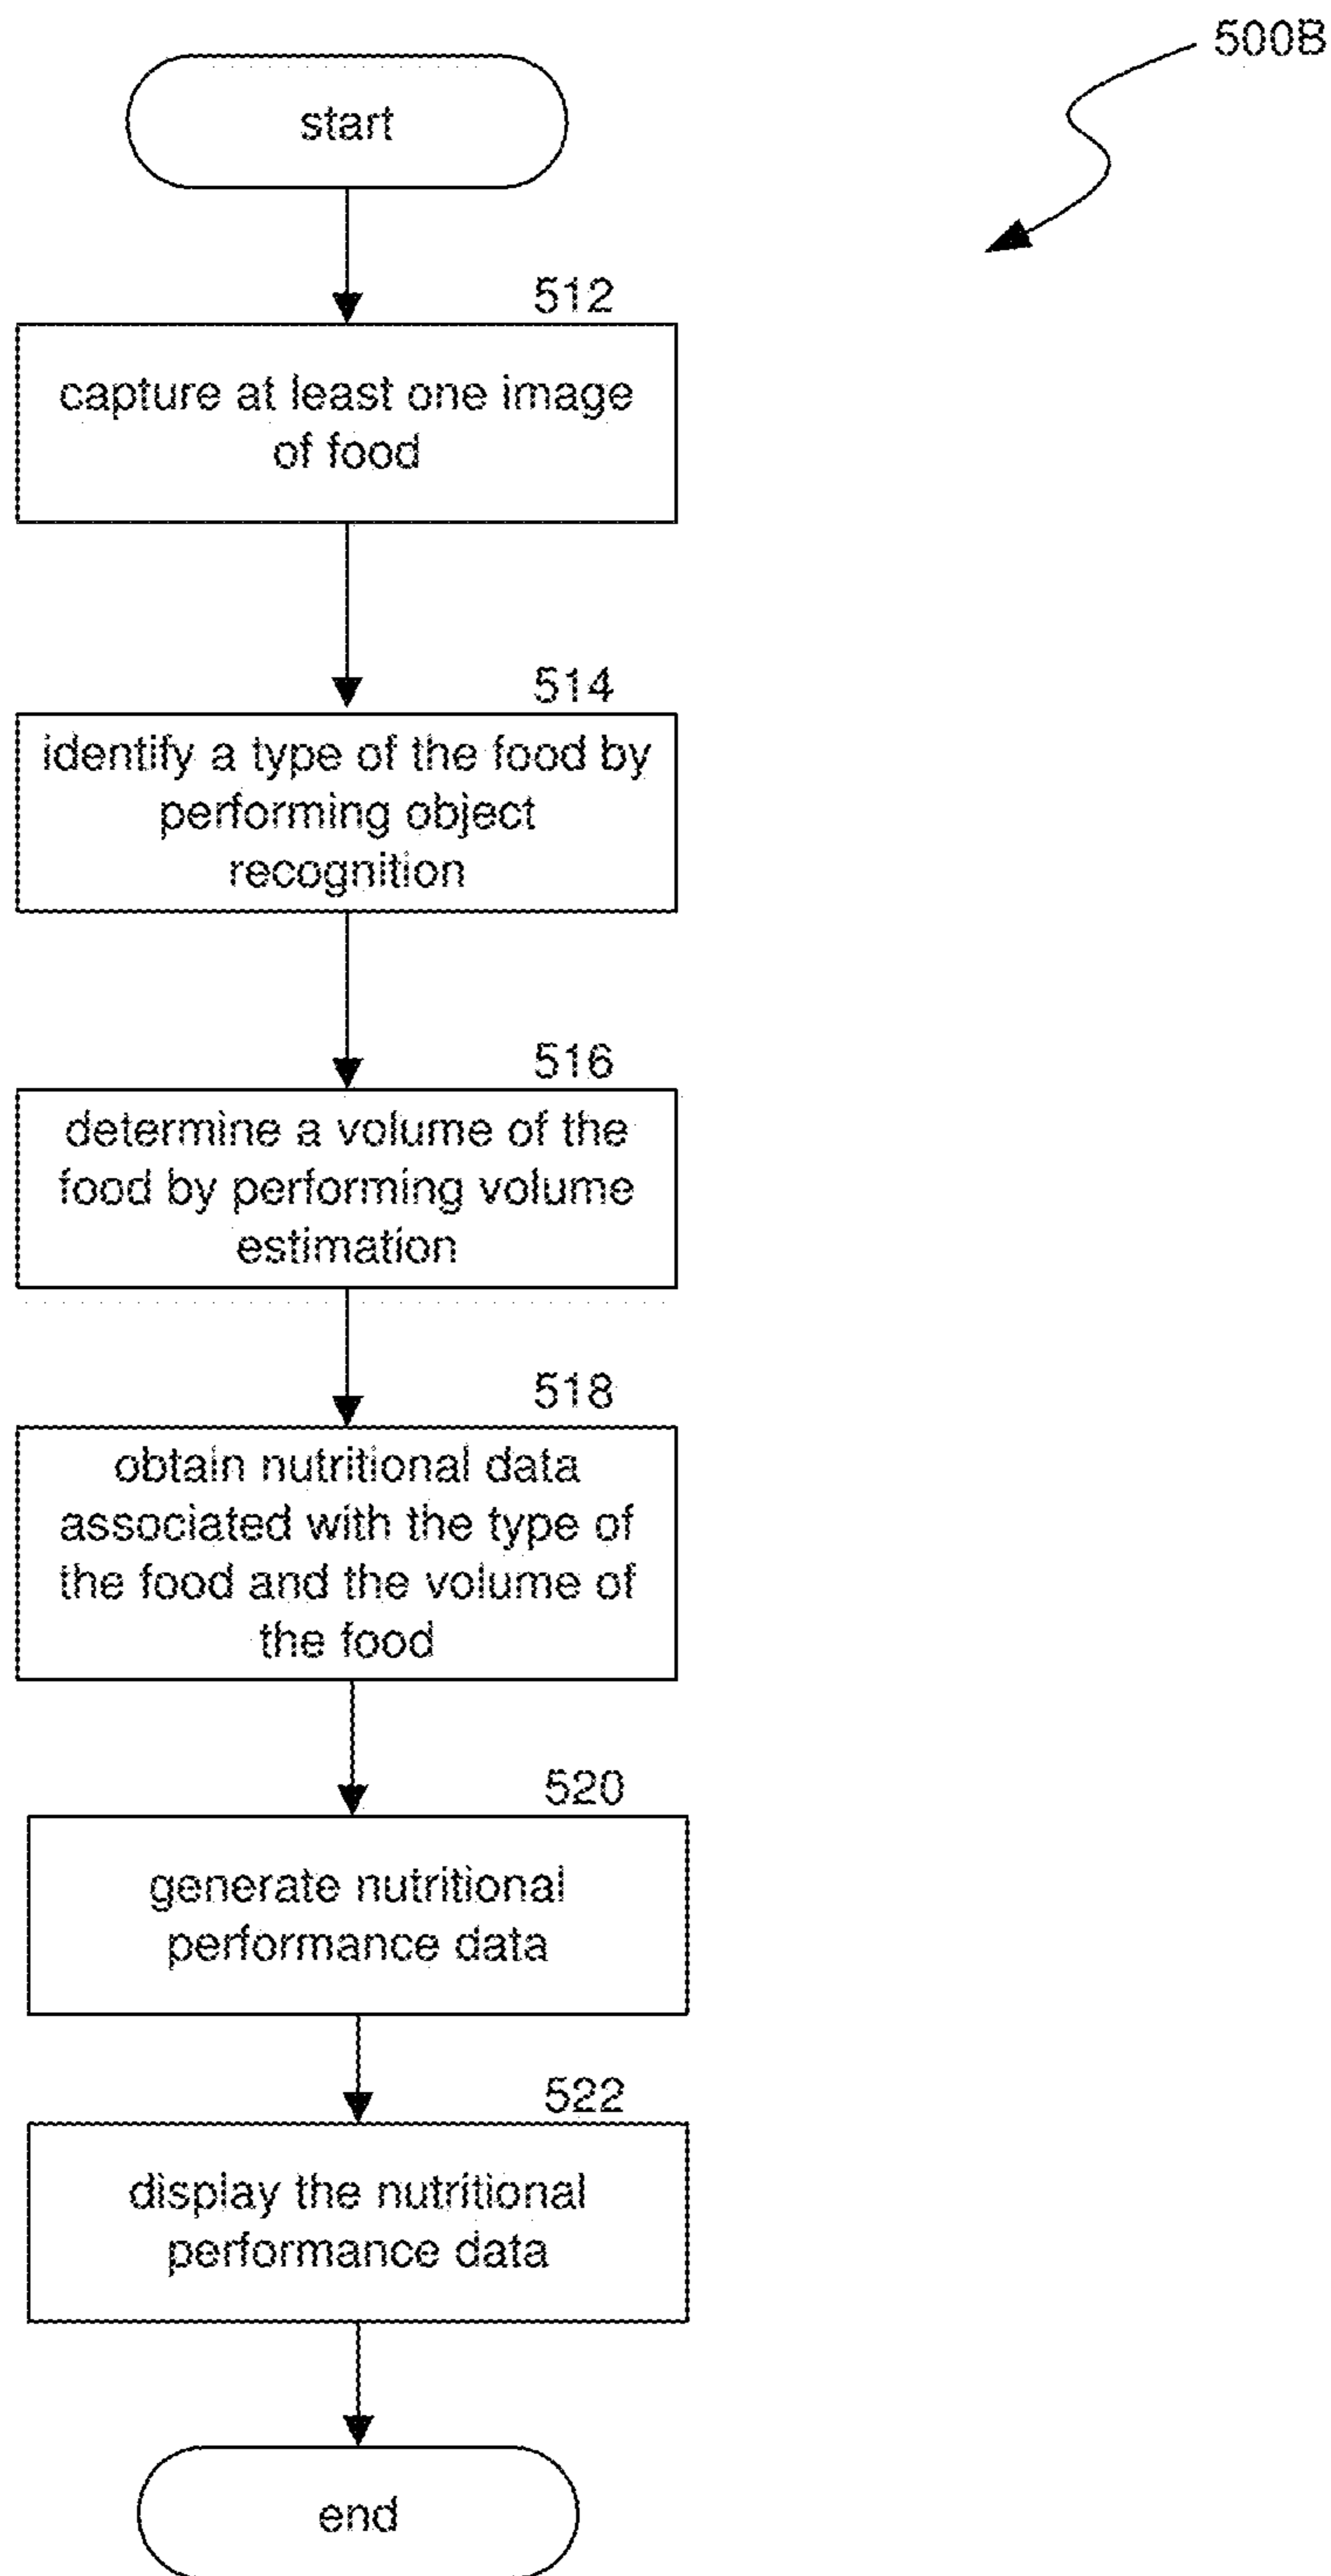 500B
start
512
capture at least one image
of food
514
identify a type of the food by
performing object
recognition
516
determine a volume of the
food by performing volume
estimation
518
obtain nutritional data
associated with the type of
the food and the volume of
the food
520
generate nutritional
performance data
522
display the nutritional
performance data
end